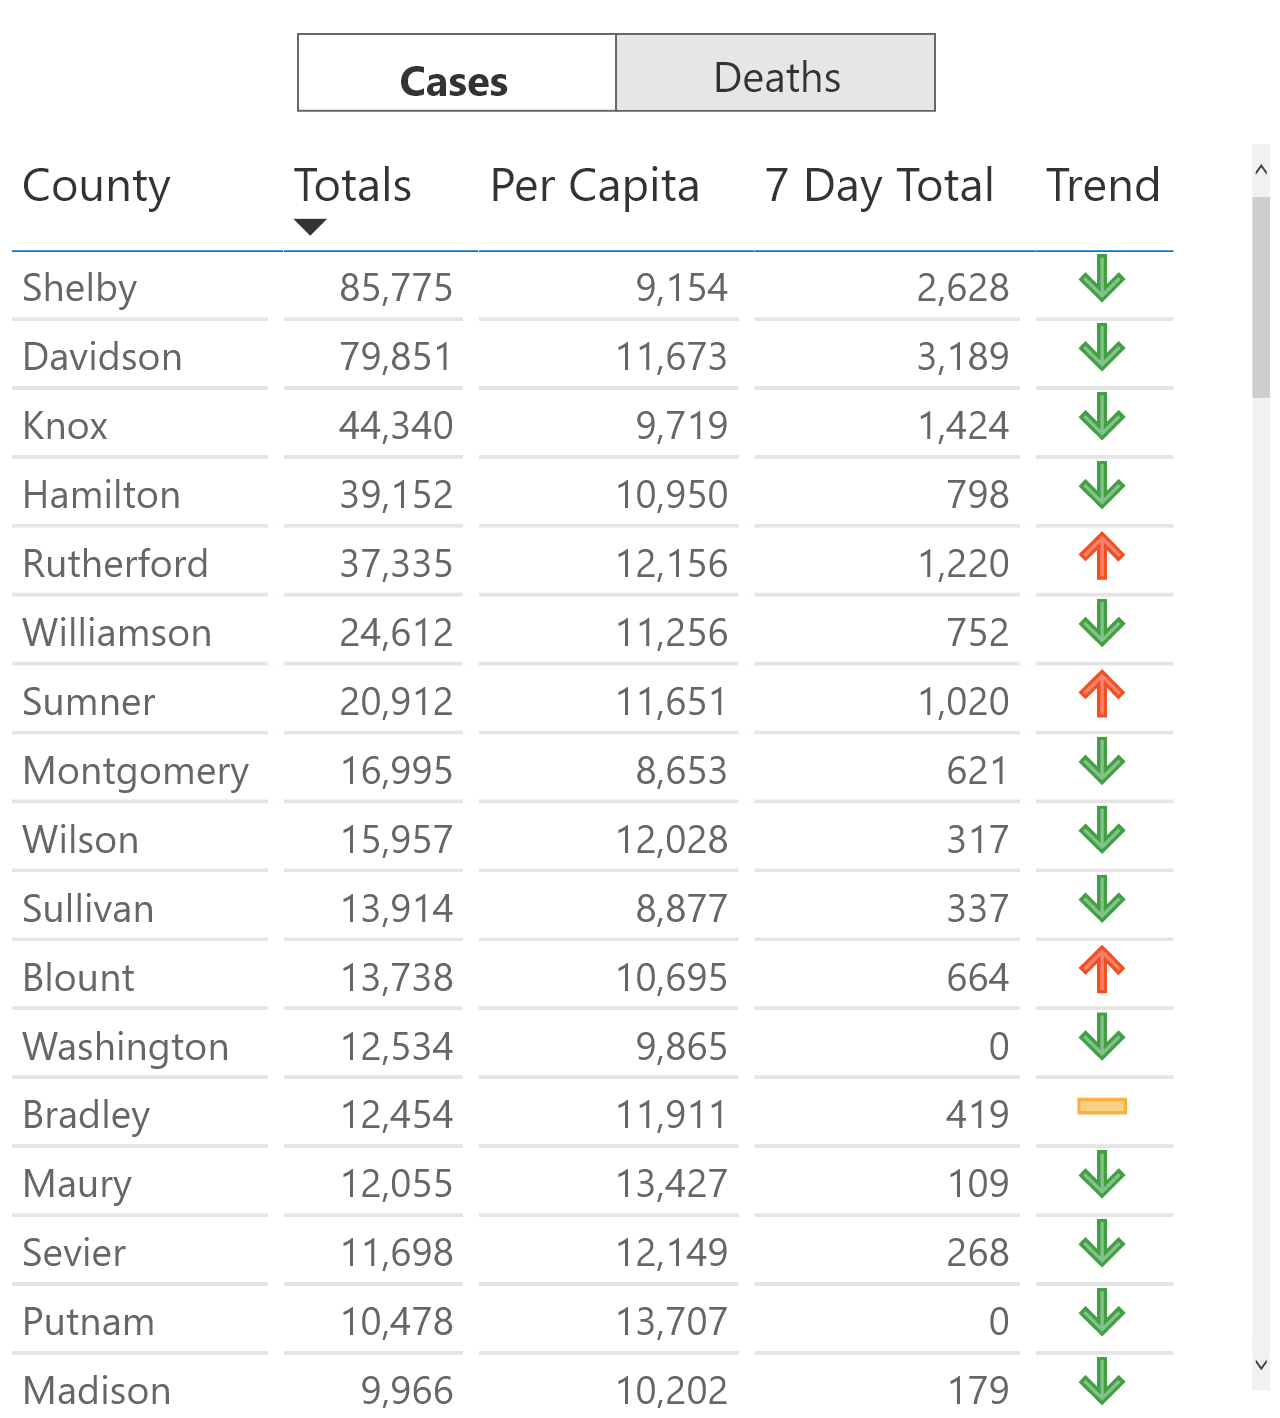 Cases Deaths
County Totals Per Capita 7 Day Total Trend
Shelby 85,775 9,154 2,628
Davidson 79,851 11,673 3,189
Knox 44,340 9,719 1,424
Hamilton 39,152 10,950 798
Rutherford 37,335 12,156 1,220
Williamson 24,612 11,256 752
Sumner 20,912 11,651 1,020
Montgomery 16,995 8,653 621
Wilson 15,957 12,028 317
Sullivan 13,914 8,877 337
Blount 13,738 10,695 664
Washington 12,534 9,865 0
Bradley 12,454 11,911 419
Maury 12,055 13,427 109
Sevier 11,698 12,149 268
Putnam 10,478 13,707 0
Madison 9,966 10,202 179